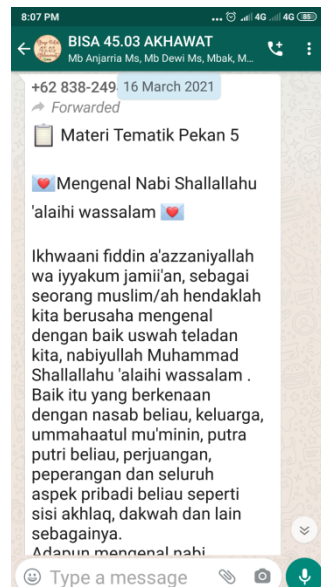 8:07 PM
... 4G 4G 85
BISA 45.03 AKHAWAT
Mb Anjarria Ms, Mb Dewi Ms, Mbak, M...
+62 838-249
16 March 2021
Forwarded
Materi Tematik Pekan 5
Mengenal Nabi Shallallahu
'alaihi wassalam
Ikhwaani fiddin a'azzaniyallah
wa iyyakum jamii'an, sebagai
seorang muslim/ah hendaklah
kita berusaha mengenal
dengan baik uswah teladan
kita, nabiyullah Muhammad
Shallallahu 'alaihi wassalam .
Baik itu yang berkenaan
dengan nasab beliau, keluarga,
ummahaatul mu'minin, putra
putri beliau, perjuangan,
peperangan dan seluruh
aspek pribadi beliau seperti
sisi akhlaq, dakwah dan lain
sebagainya.
Adapun mengenal nabi
Type a message